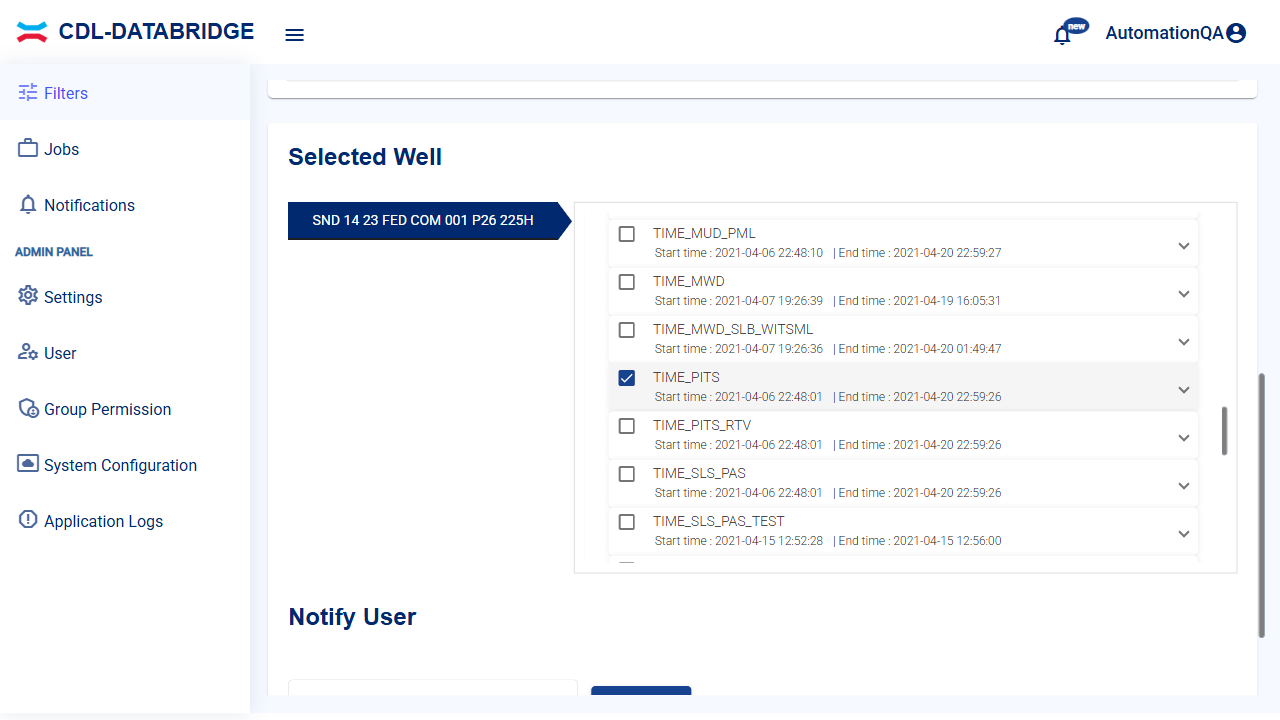 CDL-DATABRIDGE
new
AutomationQA
Filters
Jobs
Notifications
ADMIN PANEL
Settings
User
Group Permission
System Configuration
Application Logs
Selected Well
SND 14 23 FED COM 001 P26 225H
TIME_MUD_PML
Start time : 2021-04-06 22:48:10 | End time : 2021-04-20 22:59:27
TIME_MWD
Start time : 2021-04-07 19:26:39 | End time : 2021-04-19 16:05:31
TIME_MWD_SLB_WITSML
Start time : 2021-04-07 19:26:36 | End time : 2021-04-20 01:49:47
TIME_PITS
Start time : 2021-04-06 22:48:01 | End time : 2021-04-20 22:59:26
TIME_PITS_RTV
Start time : 2021-04-06 22:48:01 | End time : 2021-04-20 22:59:26
TIME_SLS_PAS
Start time : 2021-04-06 22:48:01 | End time : 2021-04-20 22:59:26
TIME_SLS_PAS_TEST
Start time : 2021-04-15 12:52:28 | End time : 2021-04-15 12:56:00
Notify User